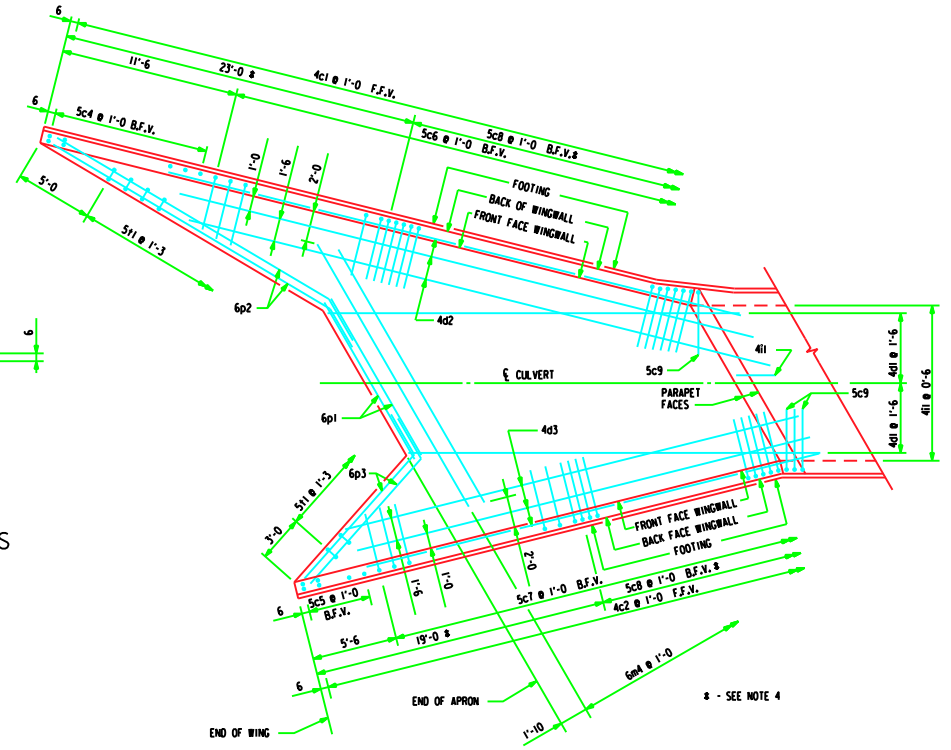 6
4c1 @ 1'-0 F.F.V.
23'-0 *
11'-6
5c8 @ 1'-0 B.F.V.*
5c6 @ 1'-0 B.F.V.
6
5c4 @ 1'-0 B.F.V.
1'-0
1'-6
2'-0
FOOTING
BACK OF WINGWALL
FRONT FACE WINGWALL
5'-0
5t1 @ 1'-3
6p2
4d2
6
5c9
4i1
℄ CULVERT
PARAPET
FACES
5c9
4d1 @ 1'-6
4d1 @ 1'-6
4i1 @ 0'-6
6p1
4d3
6p3
5t1 @ 1'-3
3'-0
S
FRONT FACE WINGWALL
BACK FACE WINGWALL
FOOTING
2'-0
1'-0
1'-6
5c5 @ 1'-0
B.F.V.
6
5c7 @ 1'-0 B.F.V.
5c8 @ 1'-0 B.F.V.*
4c2 @ 1'-0 F.F.V.
5'-6
19'-0 *
6
6m4 @ 1'-0
END OF APRON
* - SEE NOTE 4
1'-10
END OF WING